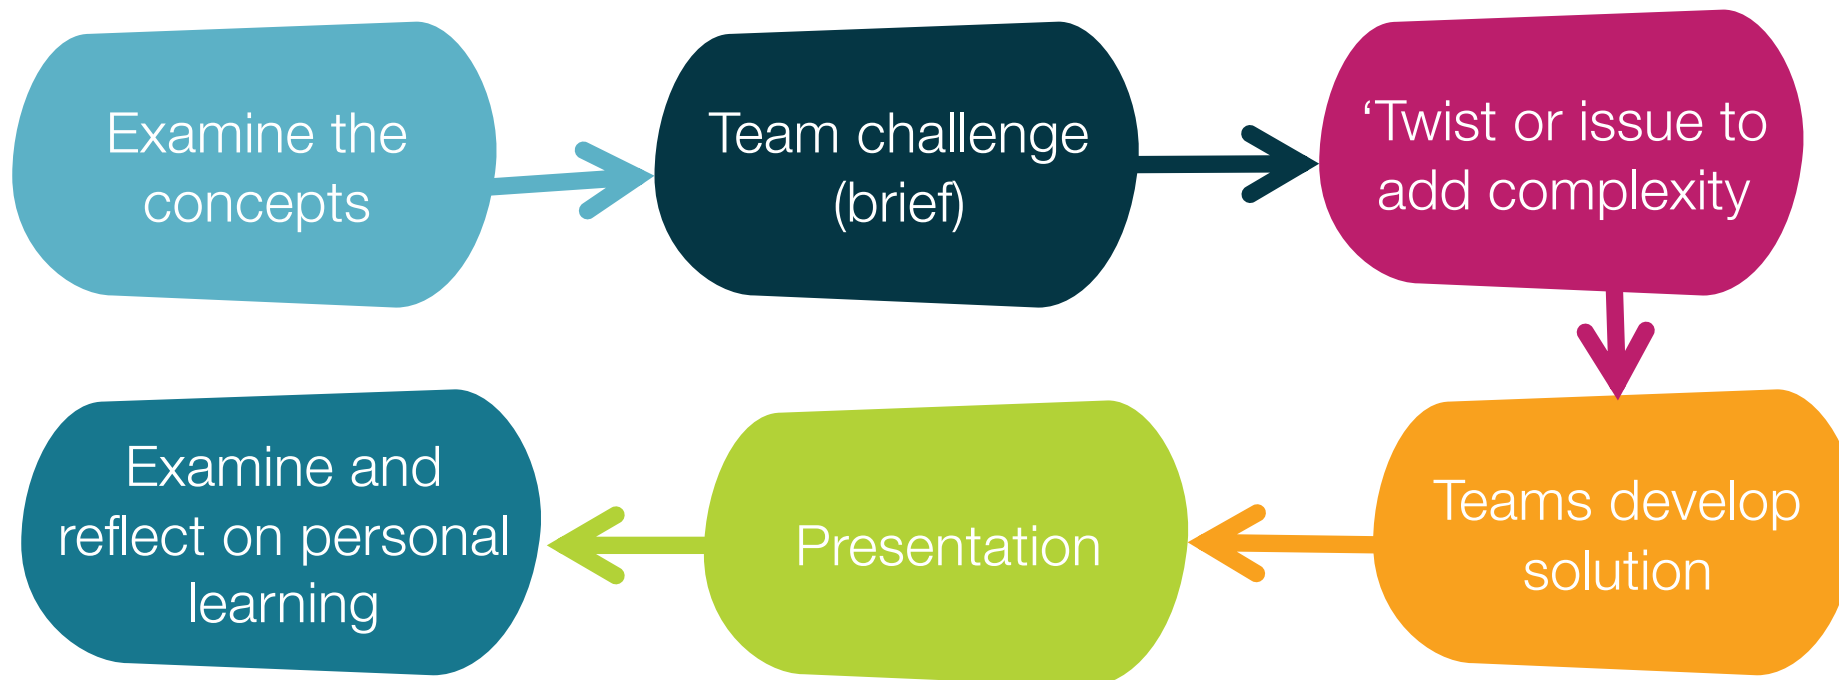 Examine the
concepts
Team challenge
(brief)
‘Twist or issue to
add complexity
Teams develop
solution
Presentation
Examine and
reflect on personal
learning